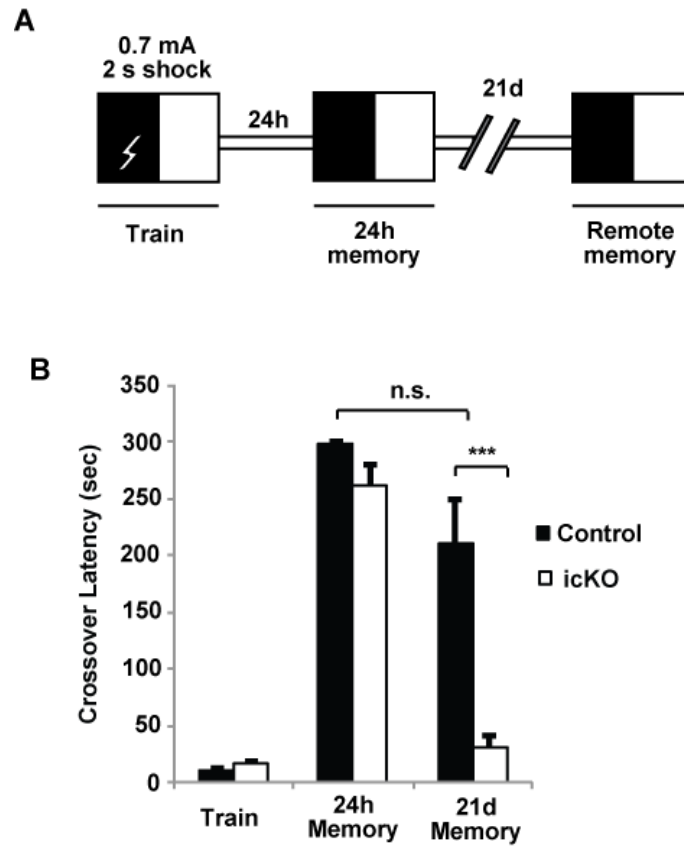 A
0.7 mA
2 s shock
24h
21d
Train
24h
memory
Remote
memory
B
Crossover Latency (sec)
350
300
250
200
150
100
50
0
n.s.
***
Control
icKO
Train
24h
Memory
21d
Memory